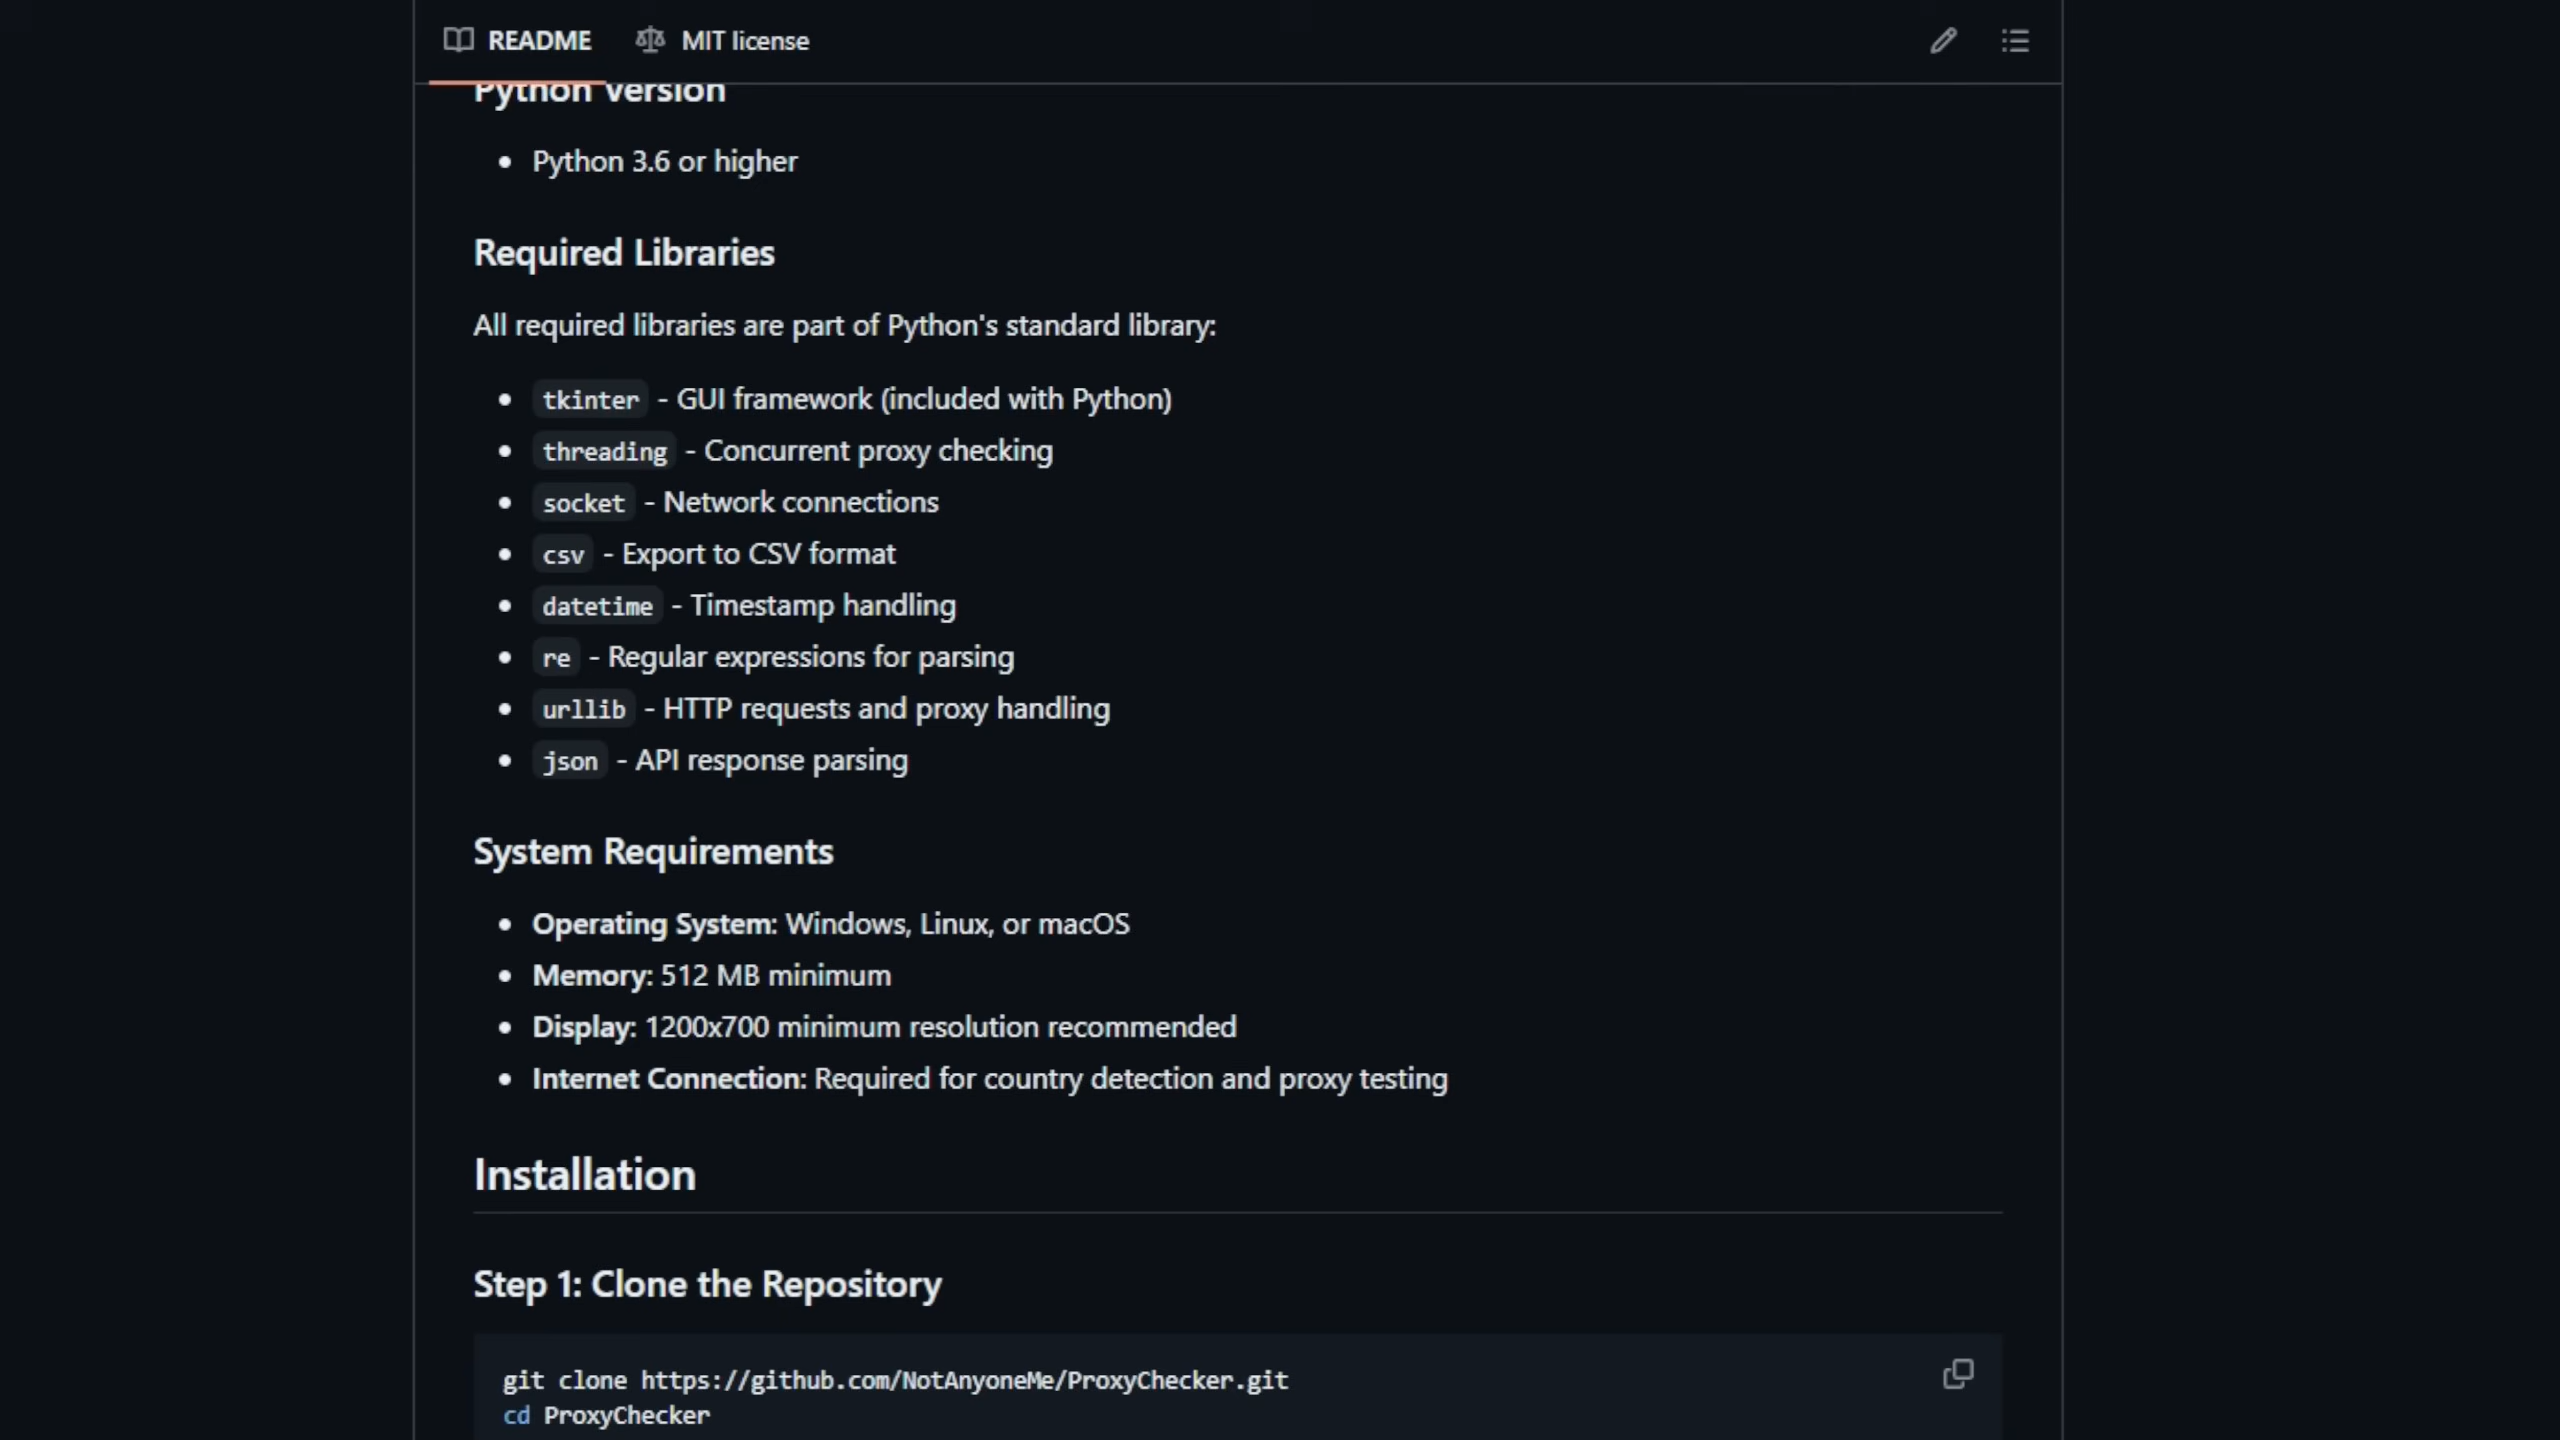 README MIT license
Python Version
Python 3.6 or higher
Required Libraries
All required libraries are part of Python's standard library:
tkinter - GUI framework (included with Python)
threading - Concurrent proxy checking
socket - Network connections
csv - Export to CSV format
datetime - Timestamp handling
re - Regular expressions for parsing
urllib - HTTP requests and proxy handling
json - API response parsing
System Requirements
Operating System: Windows, Linux, or macOS
Memory: 512 MB minimum
Display: 1200x700 minimum resolution recommended
Internet Connection: Required for country detection and proxy testing
Installation
Step 1: Clone the Repository
git clone https://github.com/NotAnyoneMe/ProxyChecker.git
cd ProxyChecker